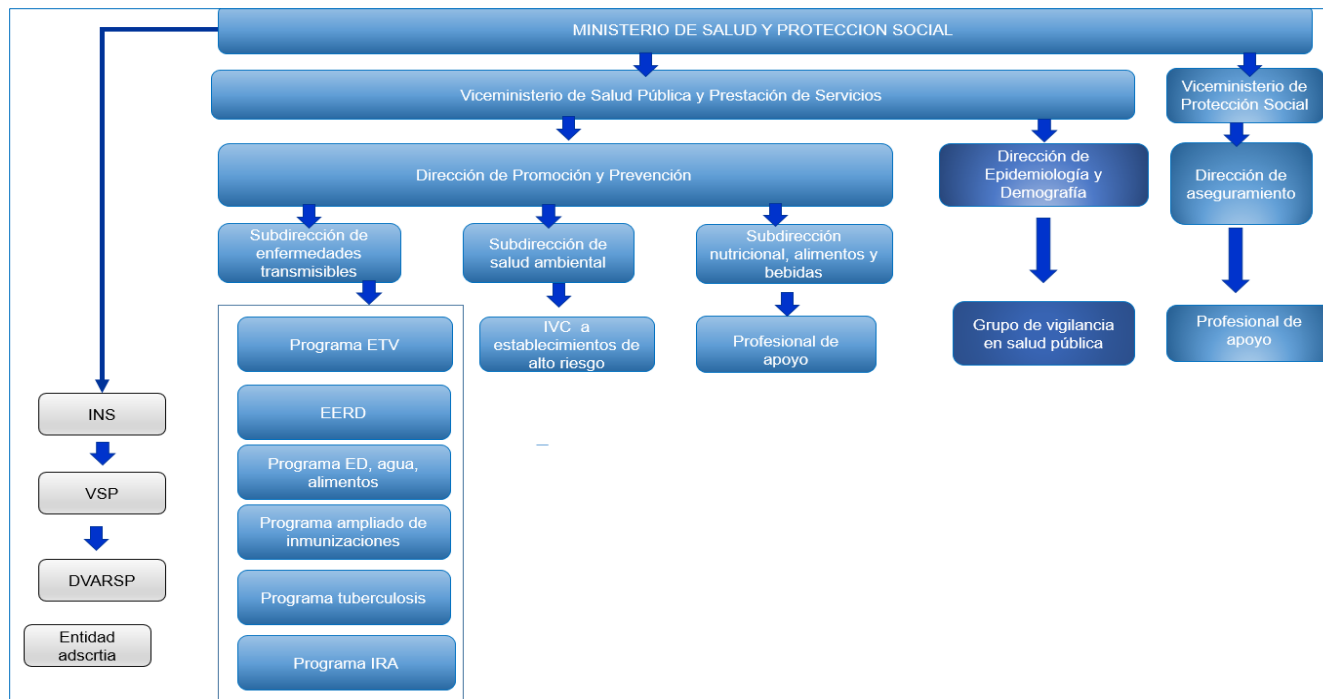 MINISTERIO DE SALUD Y PROTECCION SOCIAL
Viceministerio de Salud Pública y Prestación de Servicios
Viceministerio de
Protección Social
Dirección de Promoción y Prevención
Dirección de
Epidemiología y
Demografía
Dirección de
aseguramiento
Subdirección de
enfermedades
transmisibles
Subdirección de
salud ambiental
Subdirección
nutricional, alimentos y
bebidas
Programa ETV
IVC a
establecimientos de
alto riesgo
Profesional de
apoyo
Grupo de vigilancia
en salud pública
Profesional de
apoyo
INS
EERD
VSP
Programa ED, agua,
alimentos
Programa ampliado de
inmunizaciones
DVARSP
Programa tuberculosis
Entidad
adscrtia
Programa IRA